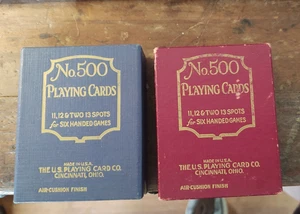 No. 500
PLAYING CARDS
11, 12 & TWO 13 SPOTS
for SIX HANDED GAMES
MADE IN U.S.A.
THE U.S. PLAYING CARD CO.
CINCINNATI, OHIO.
AIR-CUSHION FINISH
No. 500
PLAYING CARDS
11, 12 & TWO 13 SPOTS
for SIX HANDED GAMES
MADE IN U.S.A.
THE U.S. PLAYING CARD CO.
CINCINNATI, OHIO.
AIR-CUSHION FINISH